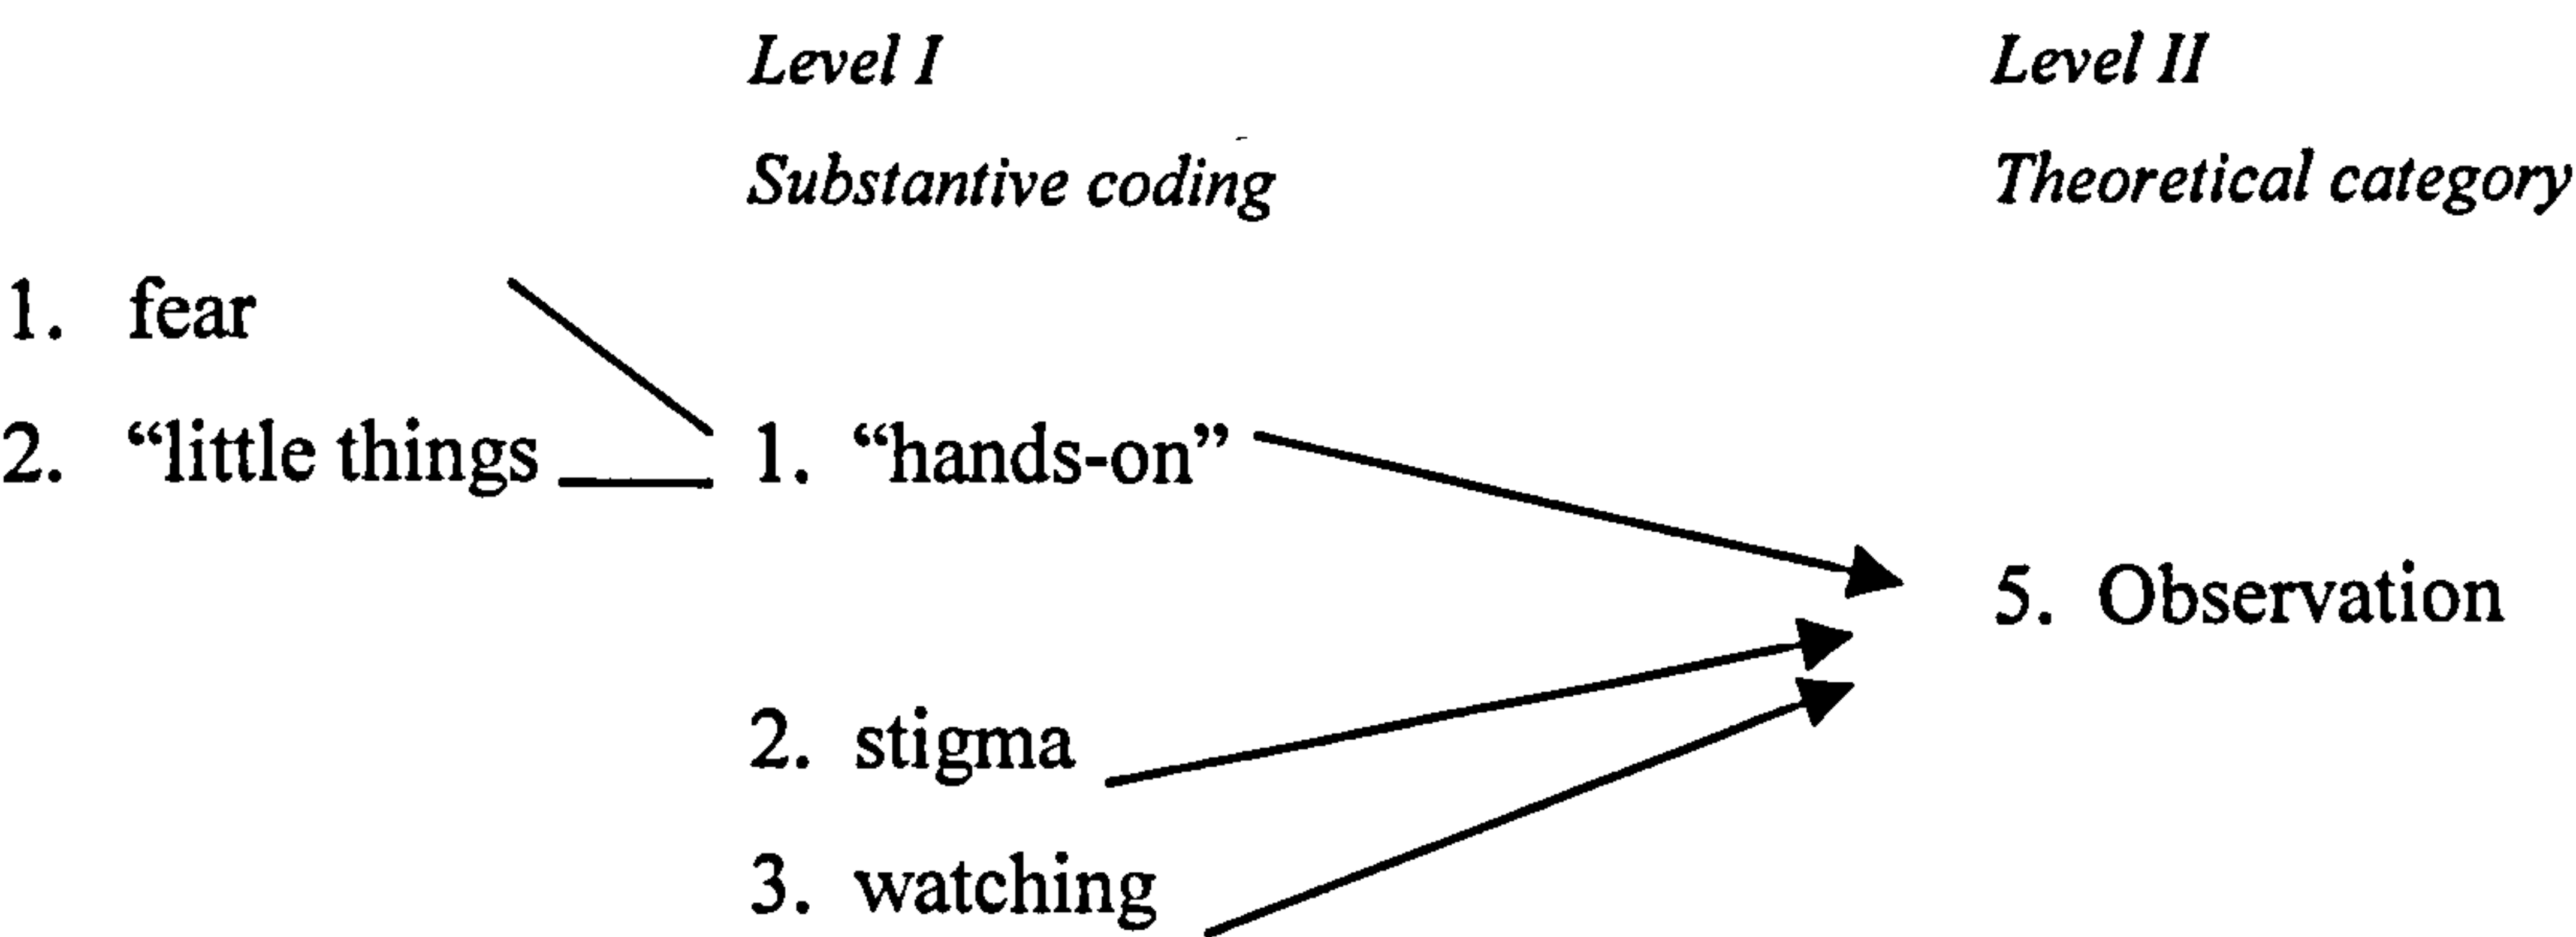 Level I Level II
Substantive coding Theoretical category
1. fear
2. “little things 1. “hands-on”
5. Observation
2. stigma
3. watching